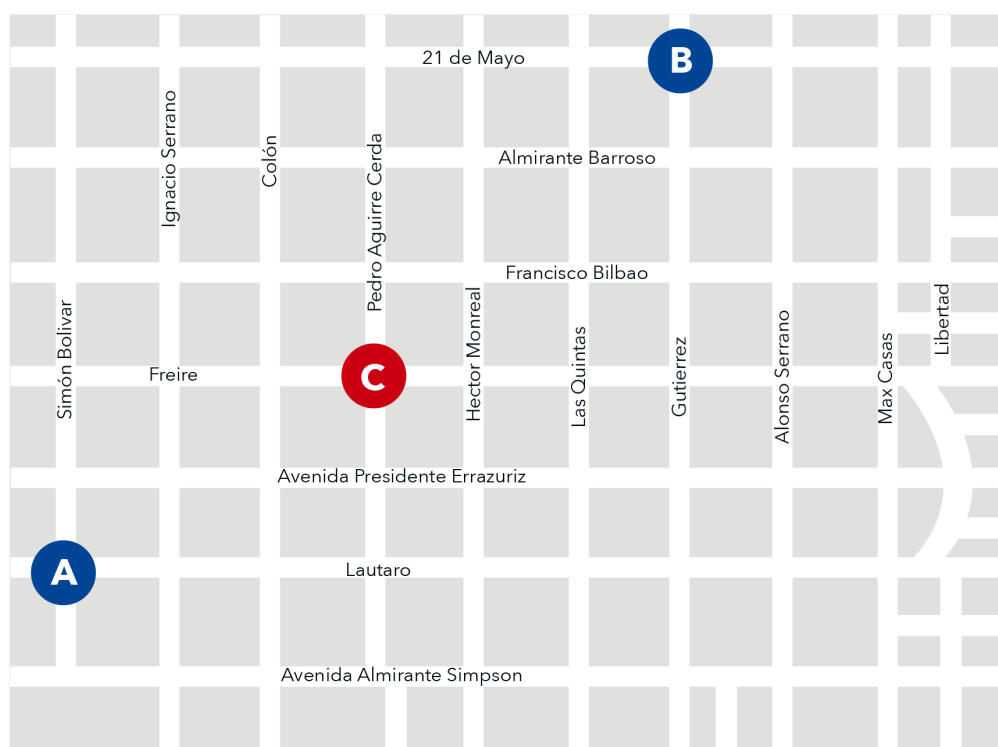 21 de Mayo
B
Ignacio Serrano
Colón
Pedro Aguirre Cerda
Almirante Barroso
Francisco Bilbao
Simón Bolivar
Freire
C
Hector Monreal
Las Quintas
Gutierrez
Alonso Serrano
Max Casas
Libertad
Avenida Presidente Errazuriz
A
Lautaro
Avenida Almirante Simpson